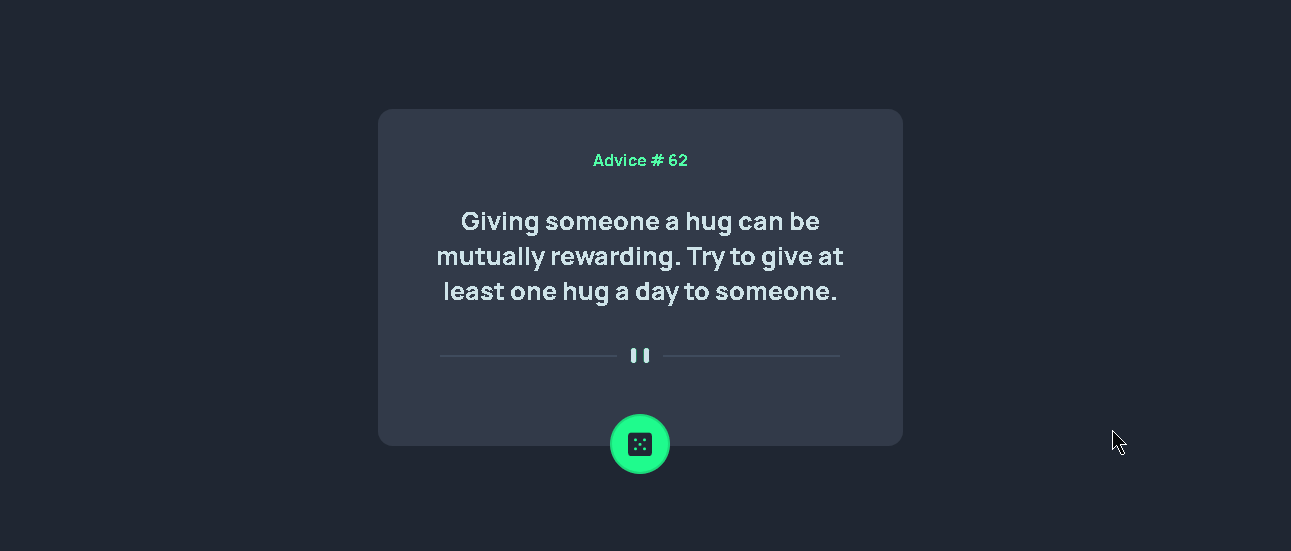 Advice # 62
Giving someone a hug can be
mutually rewarding. Try to give at
least one hug a day to someone.